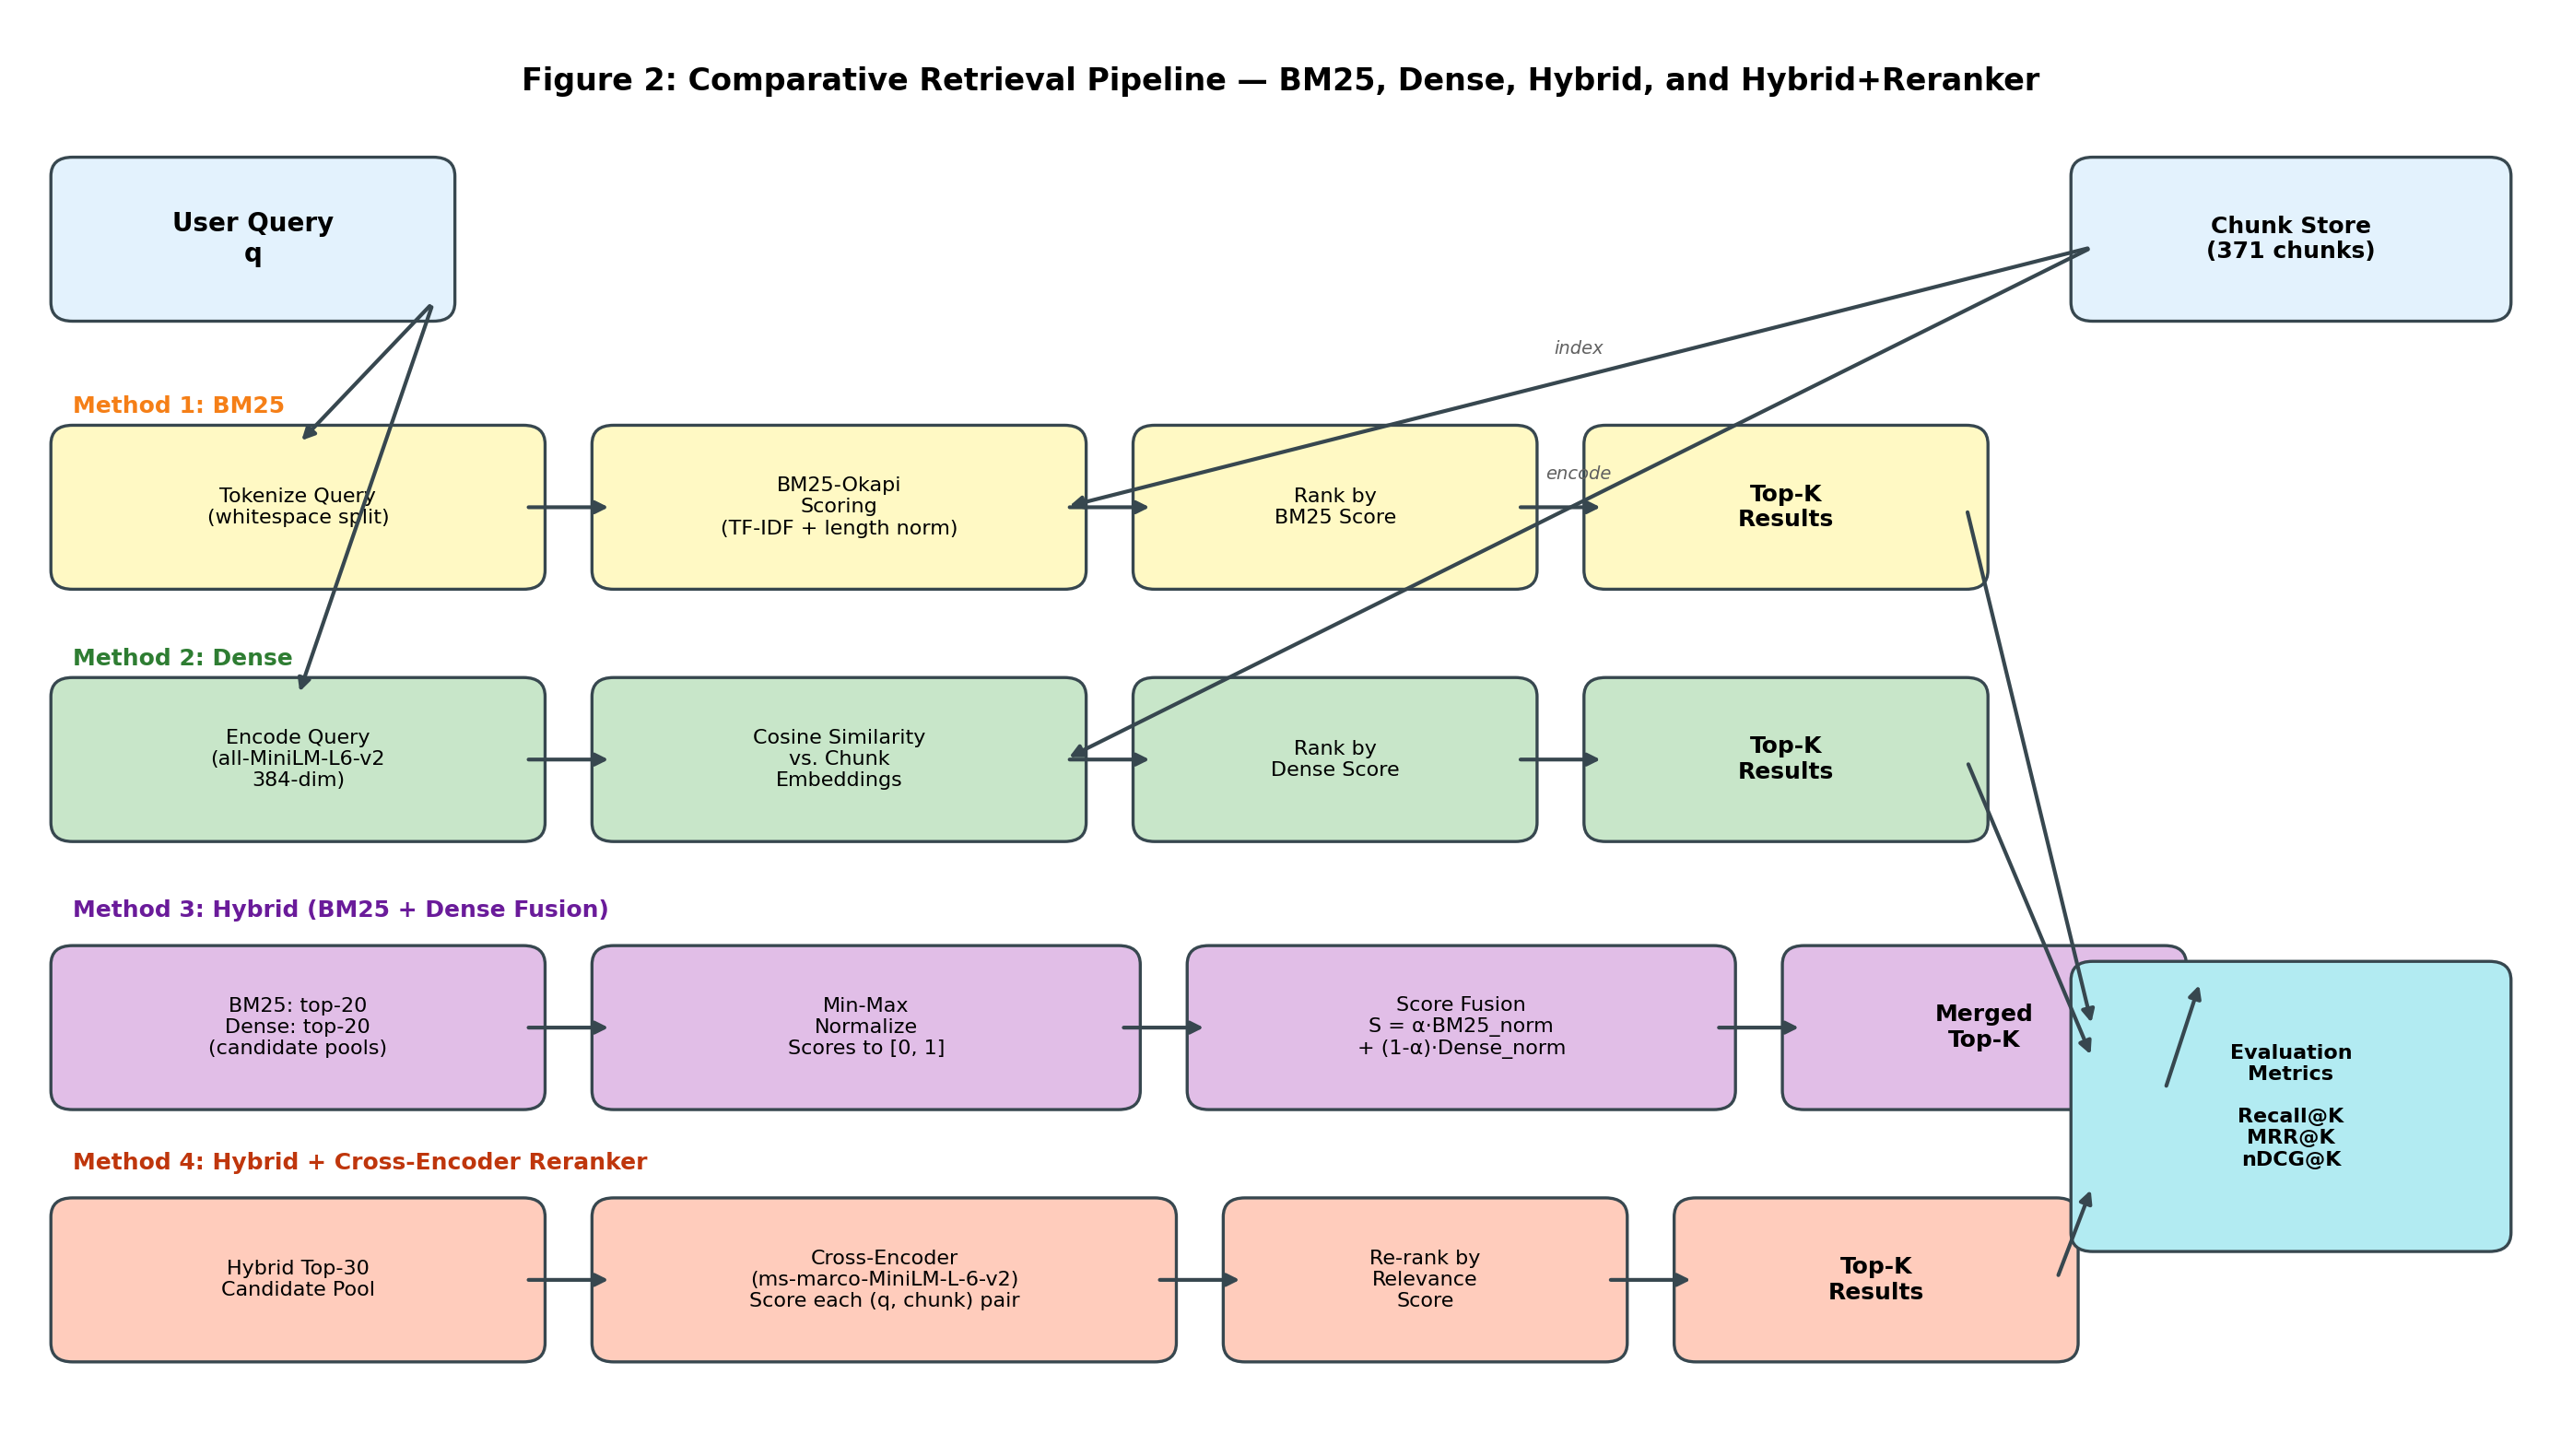 Figure 2: Comparative Retrieval Pipeline — BM25, Dense, Hybrid, and Hybrid+Reranker
User Query
q
Chunk Store
(371 chunks)
index
Method 1: BM25
Tokenize Query
(whitespace split)
BM25-Okapi
Scoring
(TF-IDF + length norm)
Rank by
BM25 Score
encode
Top-K
Results
Method 2: Dense
Encode Query
(all-MiniLM-L6-v2
384-dim)
Cosine Similarity
vs. Chunk
Embeddings
Rank by
Dense Score
Top-K
Results
Method 3: Hybrid (BM25 + Dense Fusion)
BM25: top-20
Dense: top-20
(candidate pools)
Min-Max
Normalize
Scores to [0, 1]
Score Fusion
S = α·BM25_norm
+ (1-α)·Dense_norm
Merged
Top-K
Evaluation
Metrics
Recall@K
MRR@K
nDCG@K
Method 4: Hybrid + Cross-Encoder Reranker
Hybrid Top-30
Candidate Pool
Cross-Encoder
(ms-marco-MiniLM-L-6-v2)
Score each (q, chunk) pair
Re-rank by
Relevance
Score
Top-K
Results